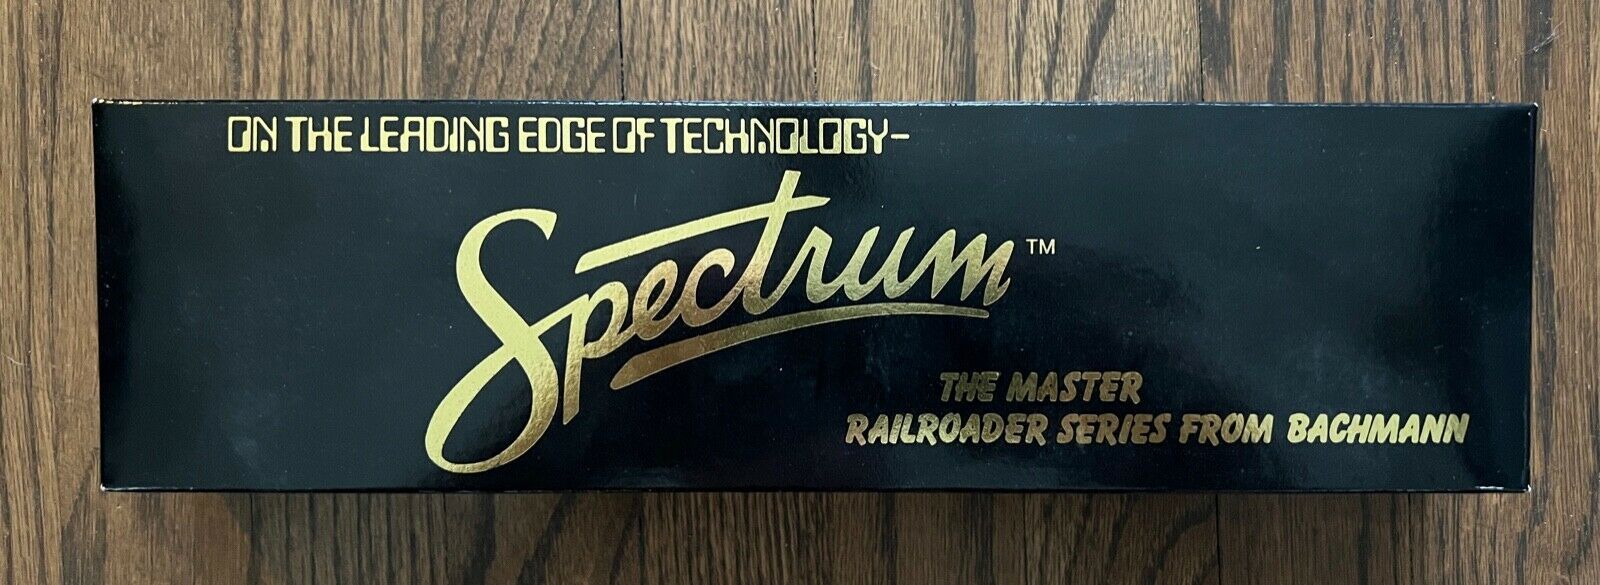 ON THE LEADING EDGE OF TECHNOLOGY-
Spectrum™
THE MASTER
RAILROADER SERIES FROM BACHMANN